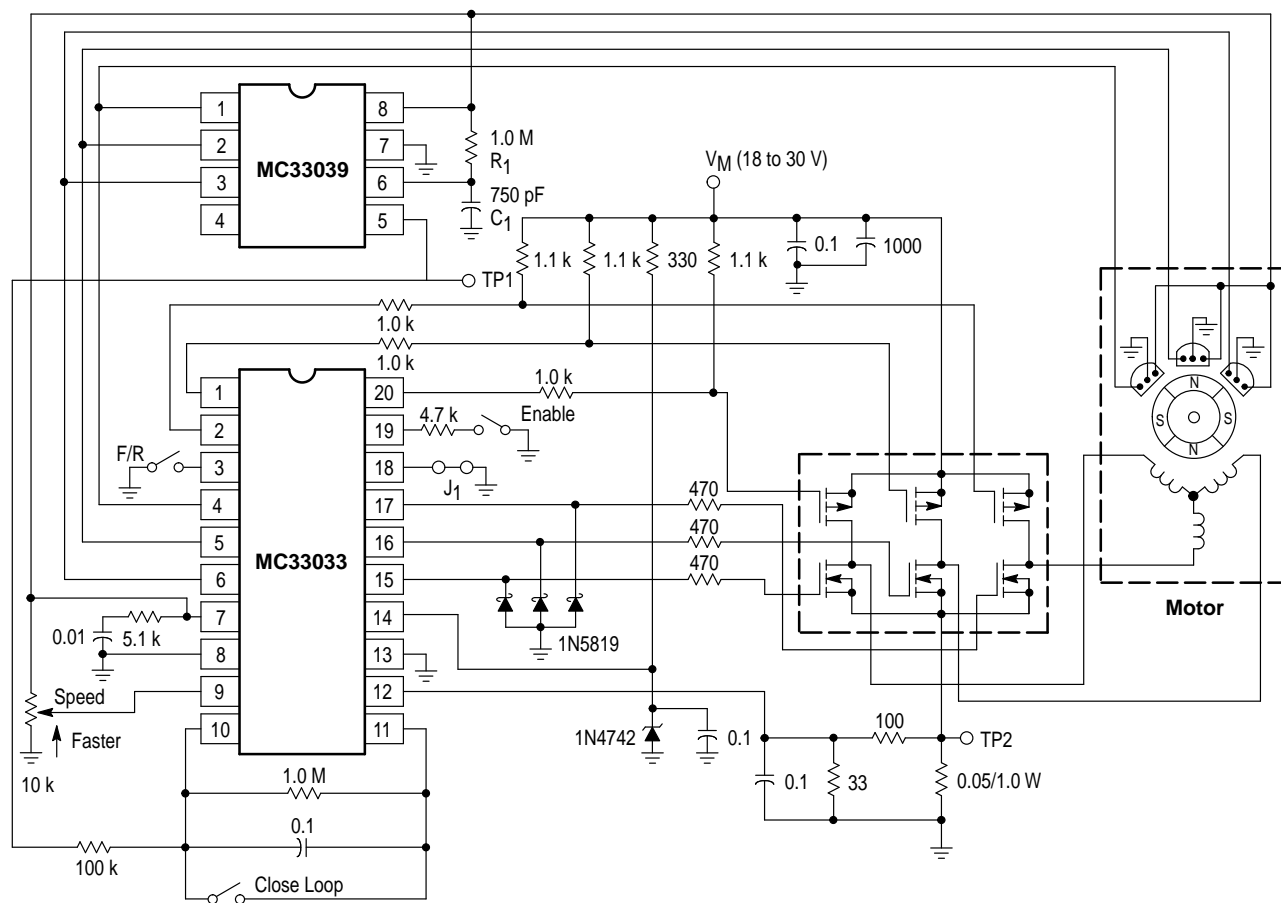 1
2
3
4
MC33039
8
7
6
5
1.0 M
R1
750 pF
C1
TP1
VM (18 to 30 V)
1.1 k
1.1 k
330
1.1 k
0.1
1000
1.0 k
1.0 k
1.0 k
1
2
3
4
5
6
7
8
9
10
MC33033
20
19
18
17
16
15
14
13
12
11
4.7 k
Enable
F/R
J1
470
470
470
1N5819
0.01
5.1 k
Speed
Faster
10 k
1N4742
0.1
100
TP2
0.1
33
0.05/1.0 W
1.0 M
0.1
100 k
Close Loop
N
S
S
N
Motor